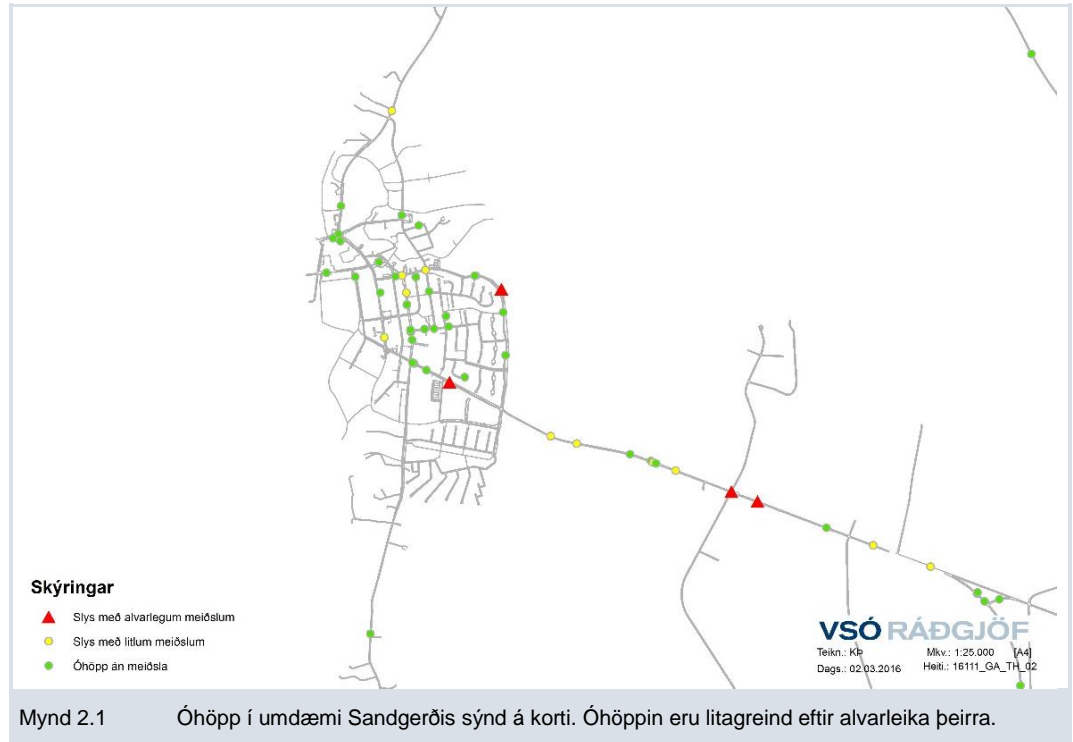 Skýringar
Slys með alvarlegum meiðslum
Slys með litlum meiðslum
Óhöpp án meiðsla
VSÓ RÁÐGJÖF
Teikn.: KÞ Mkv.: 1:25.000 [A4]
Dags.: 02.03.2016 Heiti.: 16111_GA_TH_02
Mynd 2.1 Óhöpp í umdæmi Sandgerðis sýnd á korti. Óhöppin eru litagreind eftir alvarleika þeirra.